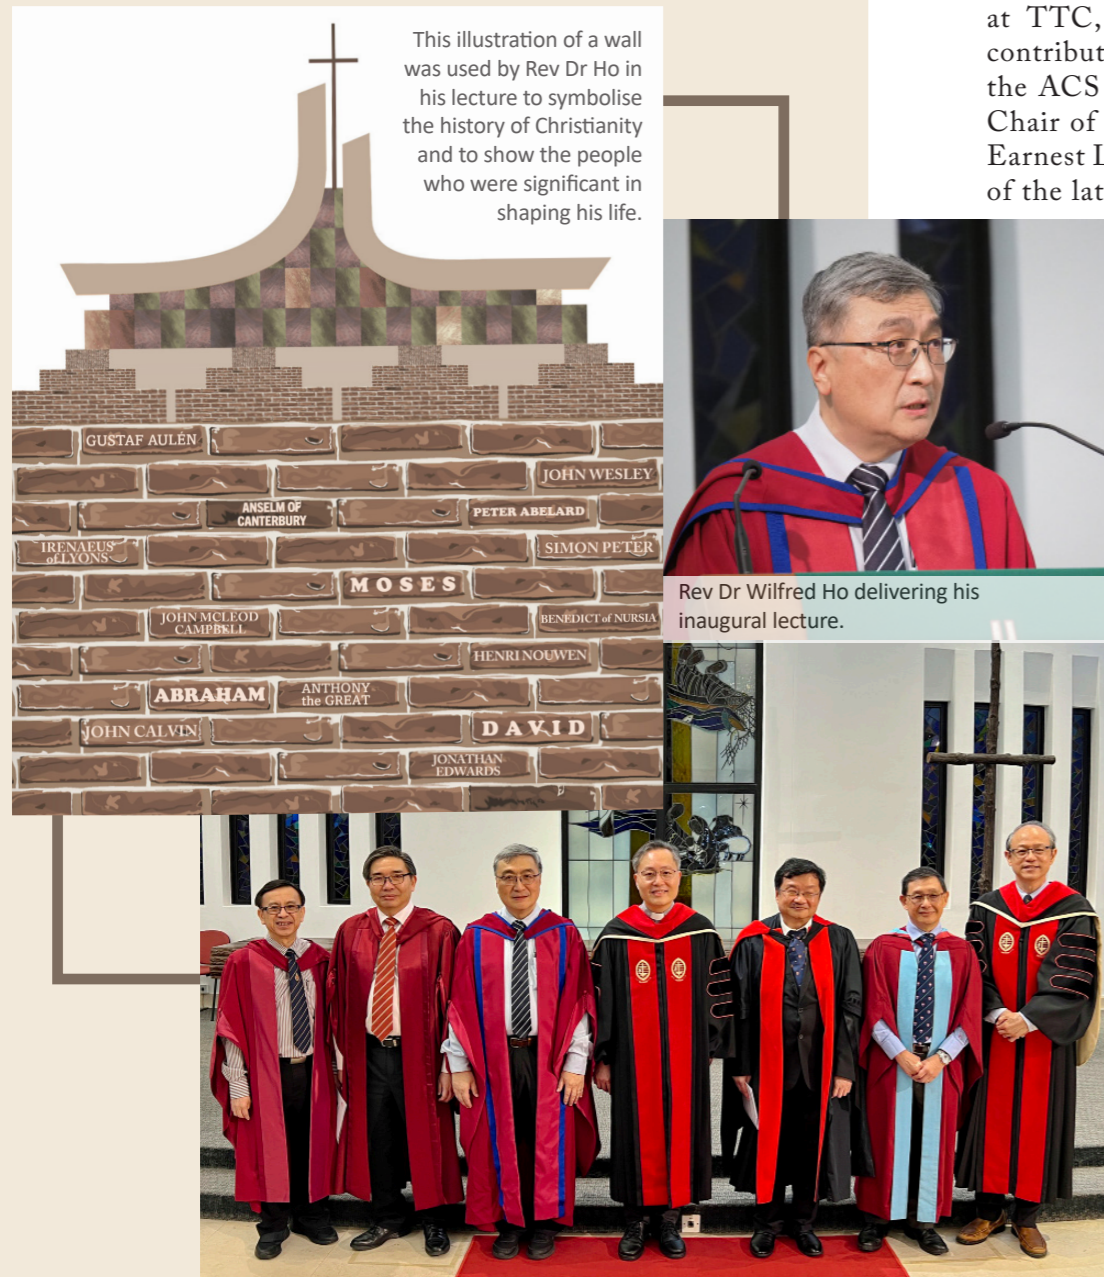 This illustration of a wall
was used by Rev Dr Ho in
his lecture to symbolise
the history of Christianity
and to show the people
who were significant in
shaping his life.
at TTC,
contribut
the ACS
Chair of
Earnest L
of the lat
GUSTAF AULÉN
JOHN WESLEY
ANSELM OF
CANTERBURY
PETER ABELARD
IRENAEUS
of LYONS
SIMON PETER
MOSES
JOHN MCLEOD
CAMPBELL
BENEDICT of NURSIA
HENRI NOUWEN
ABRAHAM
ANTHONY
the GREAT
JOHN CALVIN
DAVID
JONATHAN
EDWARDS
Rev Dr Wilfred Ho delivering his
inaugural lecture.